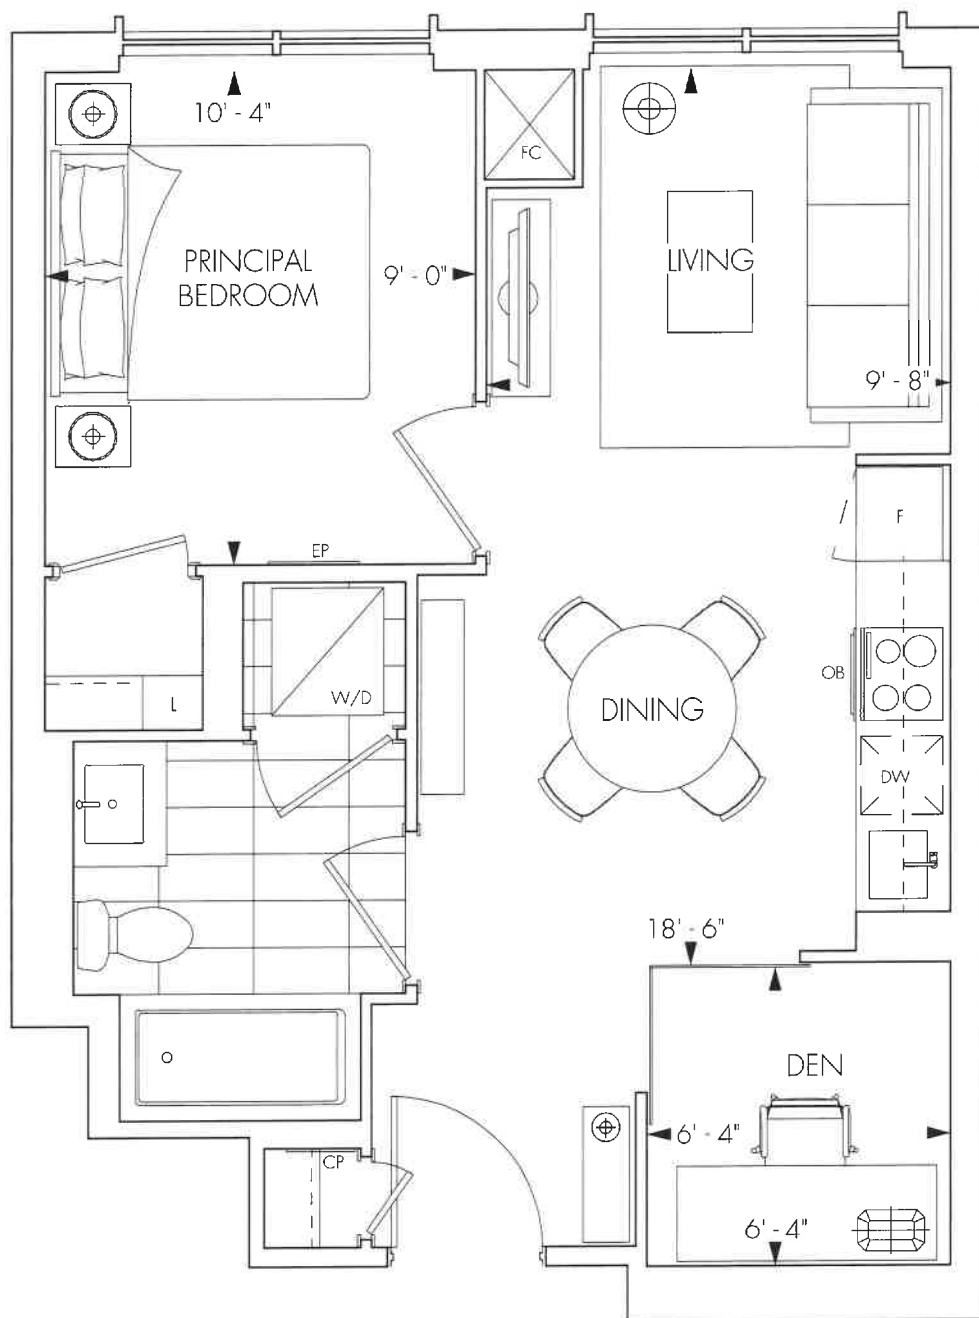 10' - 4"
FC
PRINCIPAL
BEDROOM
9' - 0"
LIVING
9' - 8"
EP
F
W/D
L
OB
DINING
DW
18' - 6"
DEN
6' - 4"
CP
6' - 4"